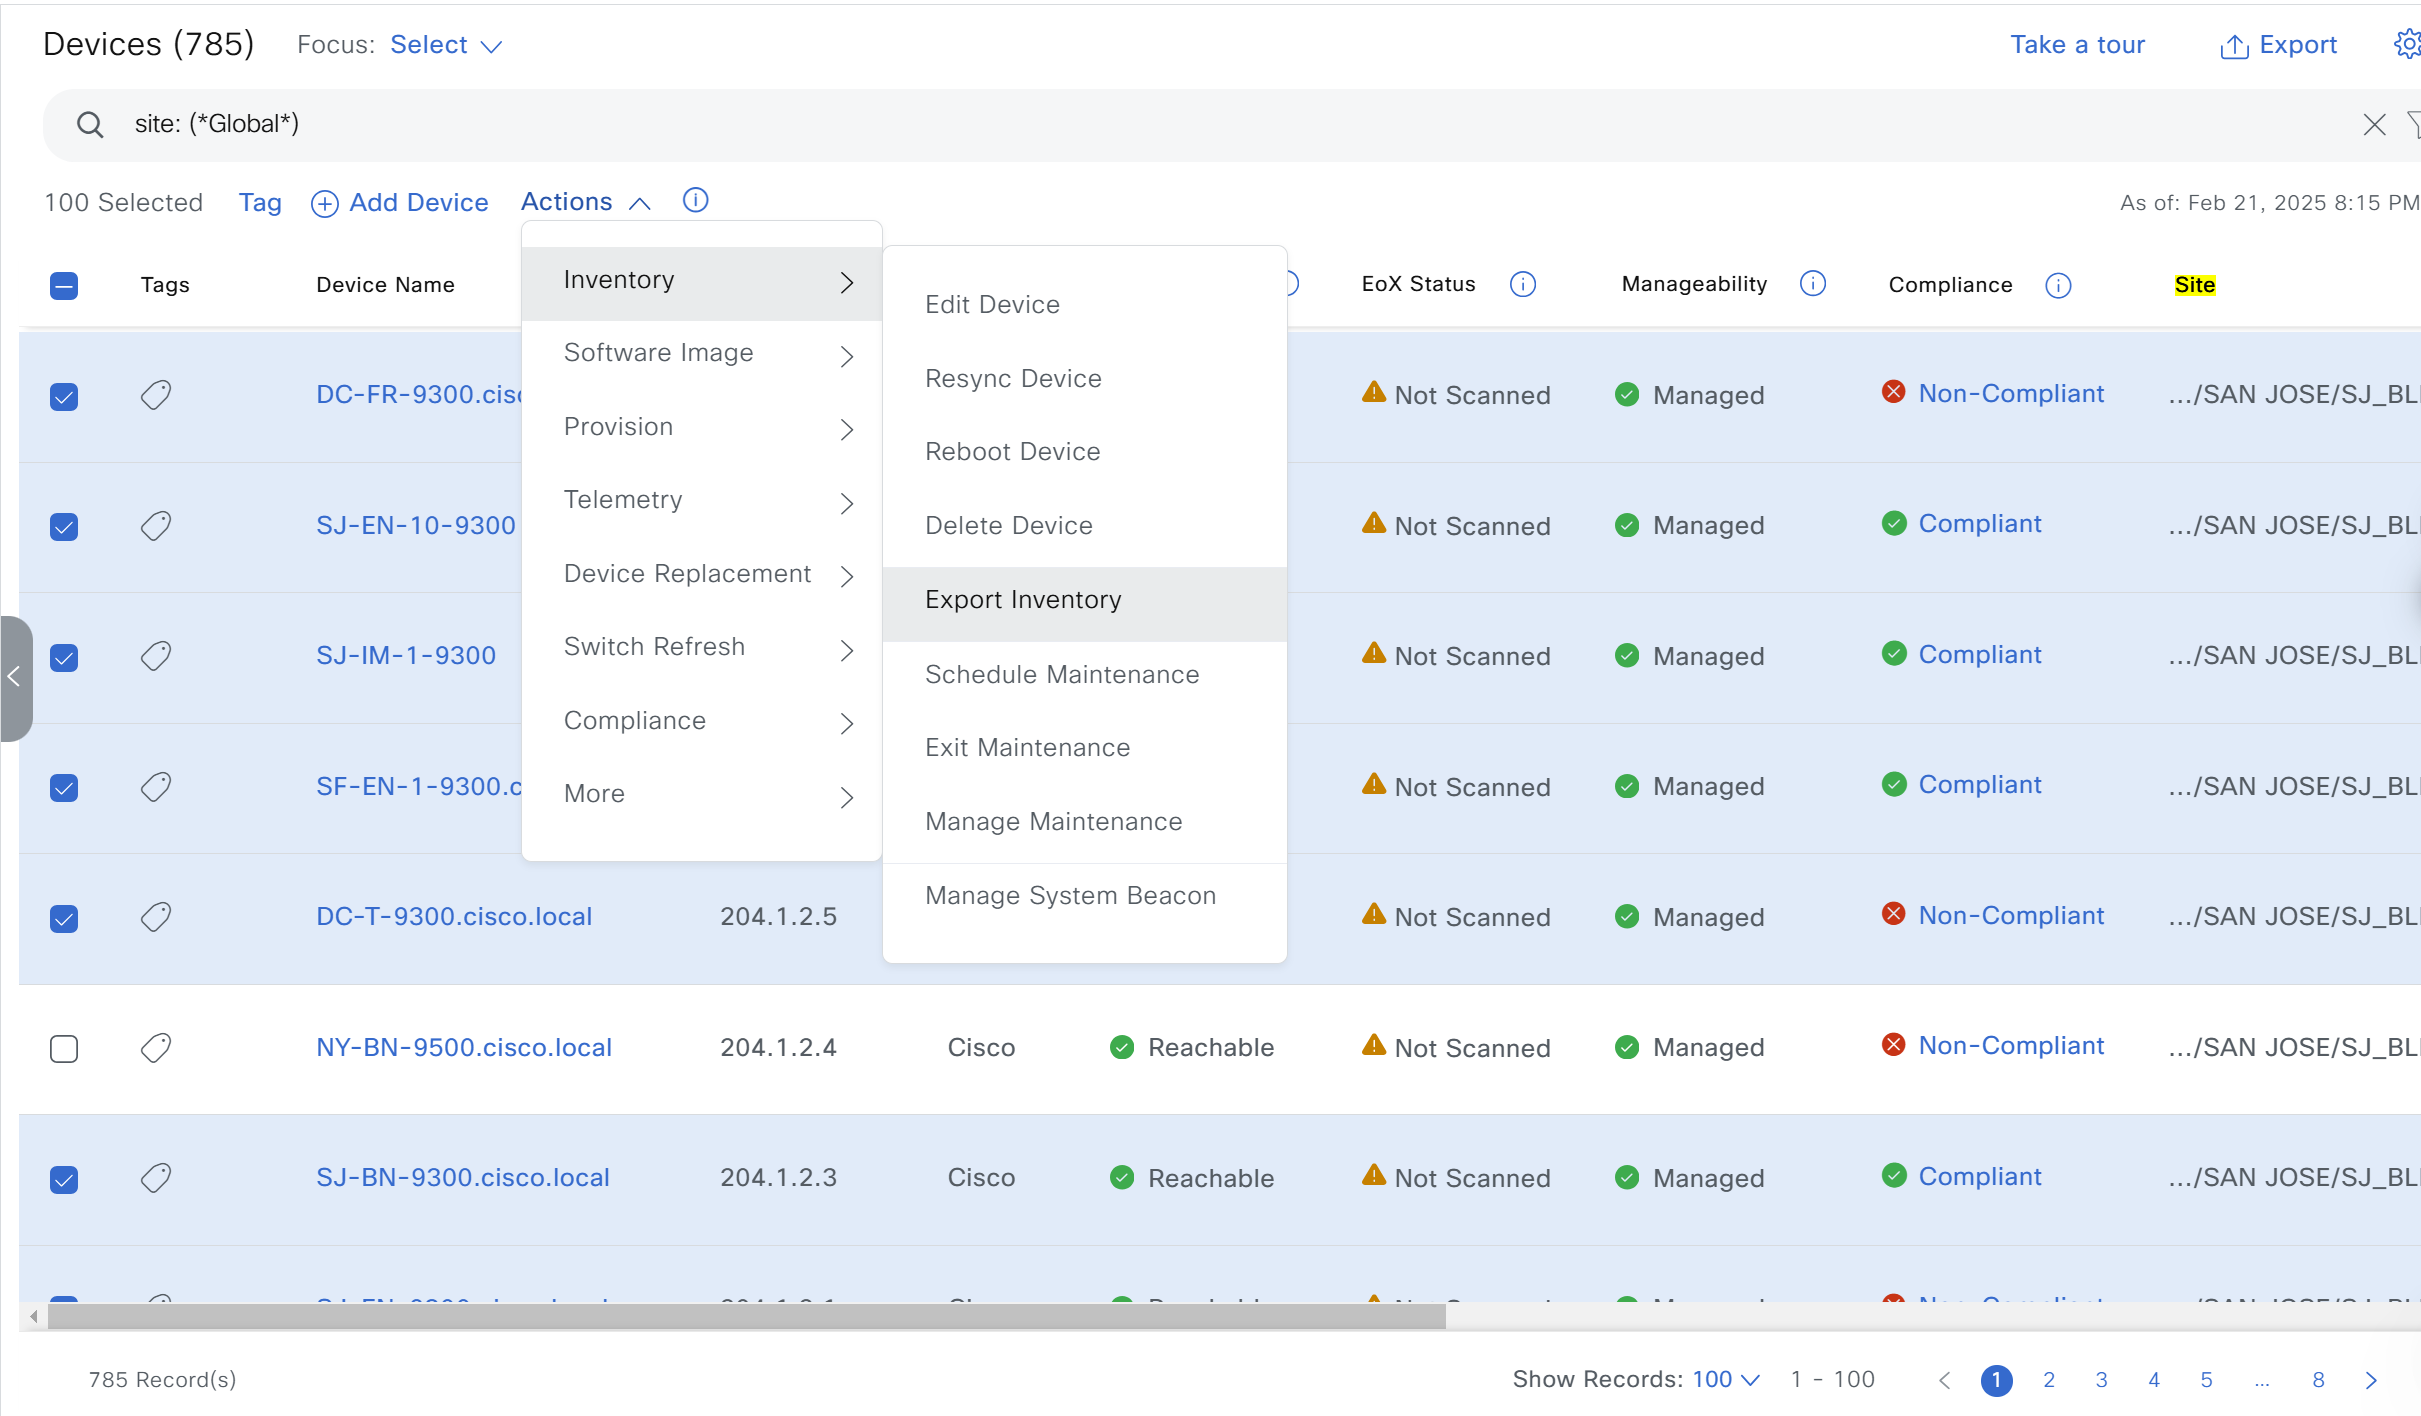 Devices (785) Focus: Select Take a tour Export
site: (*Global*)
100 Selected Tag Add Device Actions As of: Feb 21, 2025 8:15 PM
Tags Device Name EoX Status Manageability Compliance Site
Inventory
Software Image
Provision
Telemetry
Device Replacement
Switch Refresh
Compliance
More
Edit Device
Resync Device
Reboot Device
Delete Device
Export Inventory
Schedule Maintenance
Exit Maintenance
Manage Maintenance
Manage System Beacon
DC-FR-9300.cisc Not Scanned Managed Non-Compliant .../SAN JOSE/SJ_BL
SJ-EN-10-9300 Not Scanned Managed Compliant .../SAN JOSE/SJ_BL
SJ-IM-1-9300 Not Scanned Managed Compliant .../SAN JOSE/SJ_BL
SF-EN-1-9300.c Not Scanned Managed Compliant .../SAN JOSE/SJ_BL
DC-T-9300.cisco.local 204.1.2.5 Not Scanned Managed Non-Compliant .../SAN JOSE/SJ_BL
NY-BN-9500.cisco.local 204.1.2.4 Cisco Reachable Not Scanned Managed Non-Compliant .../SAN JOSE/SJ_BL
SJ-BN-9300.cisco.local 204.1.2.3 Cisco Reachable Not Scanned Managed Compliant .../SAN JOSE/SJ_BL
785 Record(s) Show Records: 100 1 - 100 1 2 3 4 5 ... 8